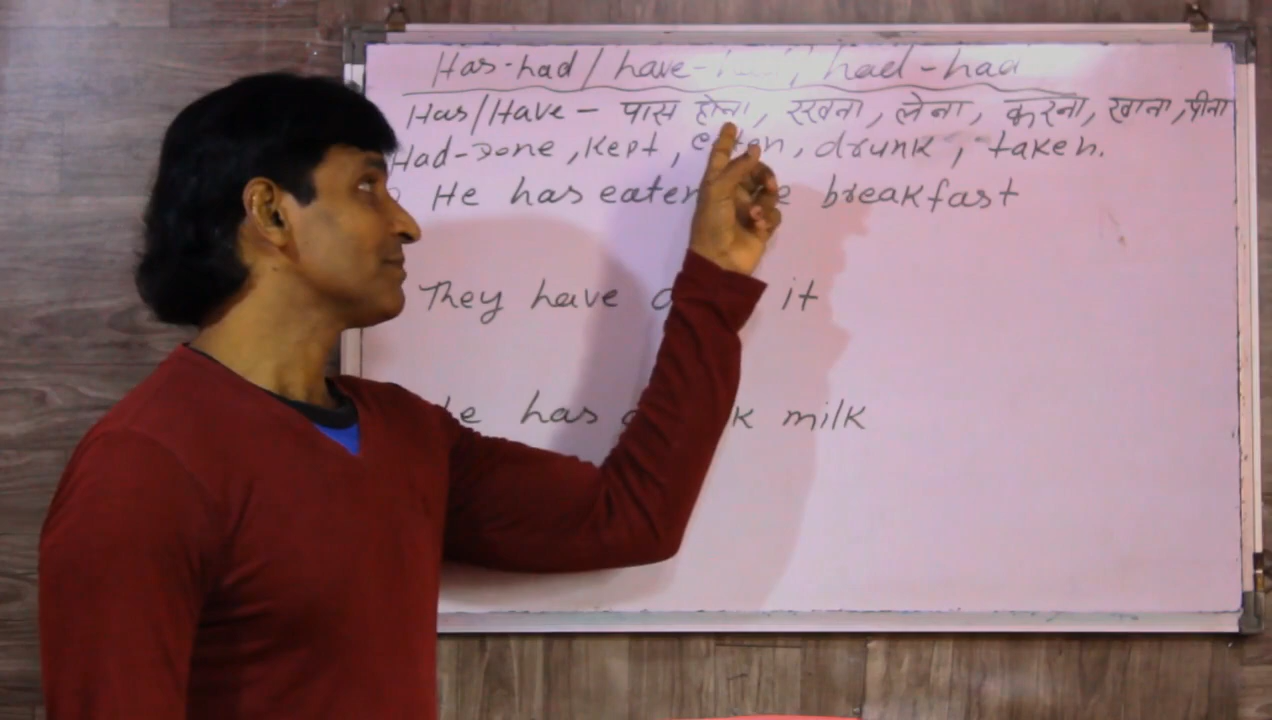 Has-had / have- , had-had
Has/Have - पास होना, रखना, लेना, करना, खाना, पीना
Had-Done, Kept, eaten, drunk, taken.
He has eaten breakfast
They have it
has milk